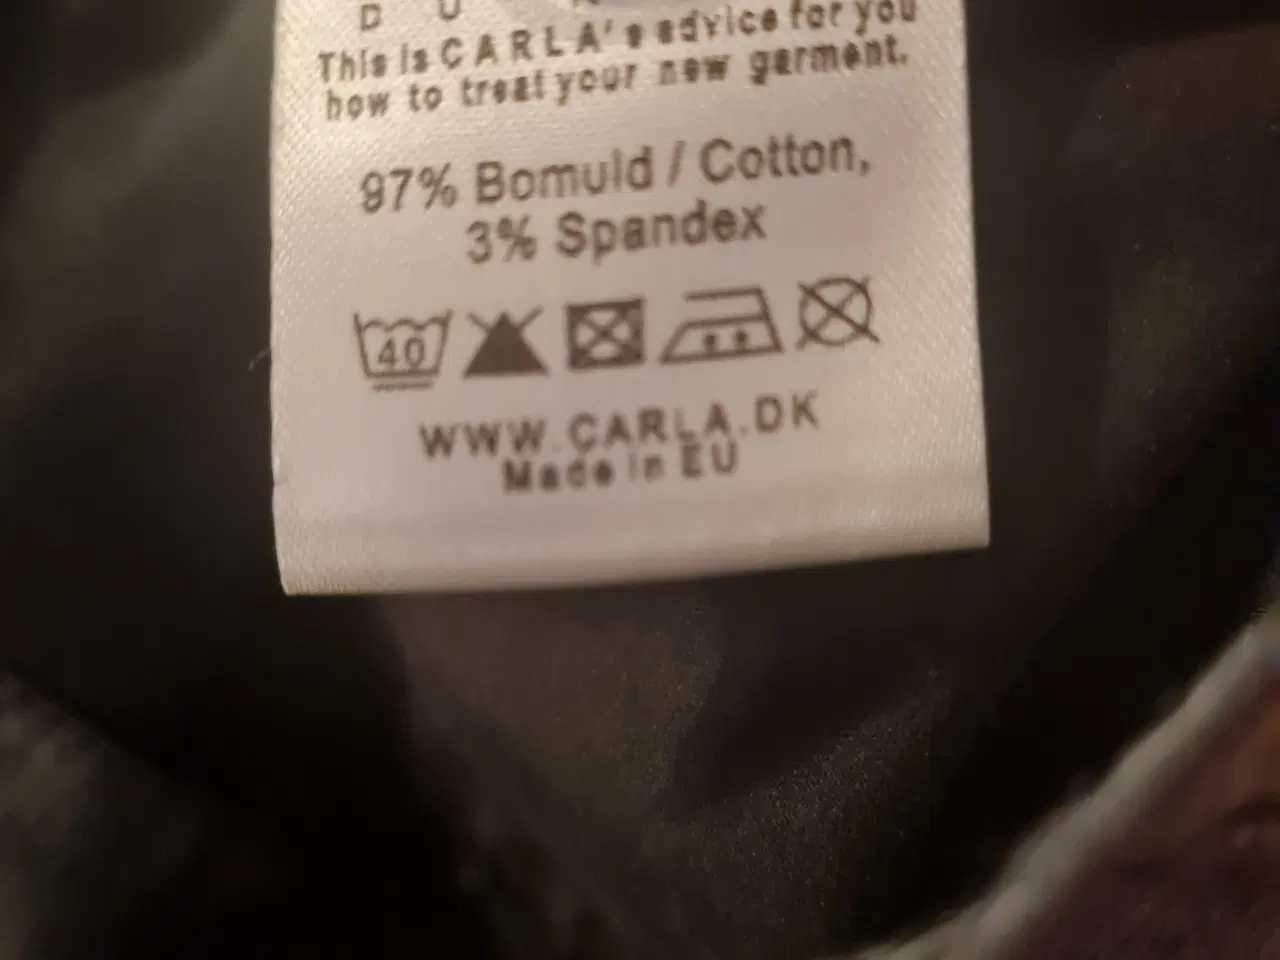 D U
This is CARLA's advice for you
how to treat your new garment.
97% Bomuld / Cotton,
3% Spandex
40
WWW.CARLA.DK
Made in EU